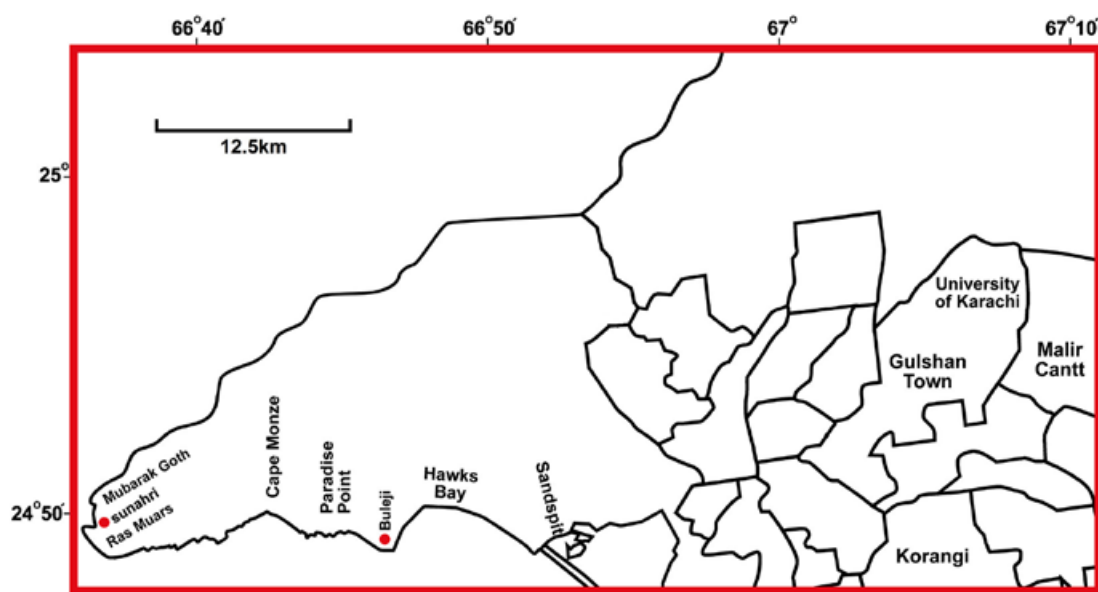 66°40′
66°50′
67°
67°10′
12.5km
25°
24°50′
University
of Karachi
Malir
Cantt
Gulshan
Town
Cape Monze
Paradise
Point
Mubarak Goth
sunahri
Ras Muars
Buleji
Hawks
Bay
Sandspit
Korangi